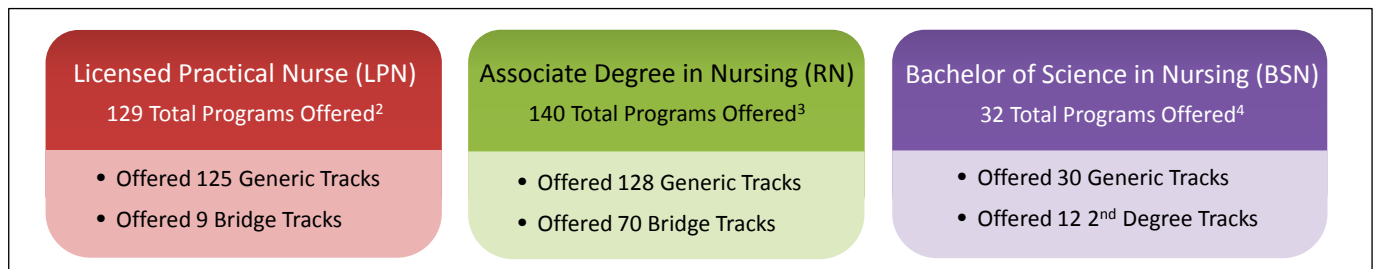 Licensed Practical Nurse (LPN)
129 Total Programs Offered²
• Offered 125 Generic Tracks
• Offered 9 Bridge Tracks
Associate Degree in Nursing (RN)
140 Total Programs Offered³
• Offered 128 Generic Tracks
• Offered 70 Bridge Tracks
Bachelor of Science in Nursing (BSN)
32 Total Programs Offered⁴
• Offered 30 Generic Tracks
• Offered 12 2ⁿᵈ Degree Tracks